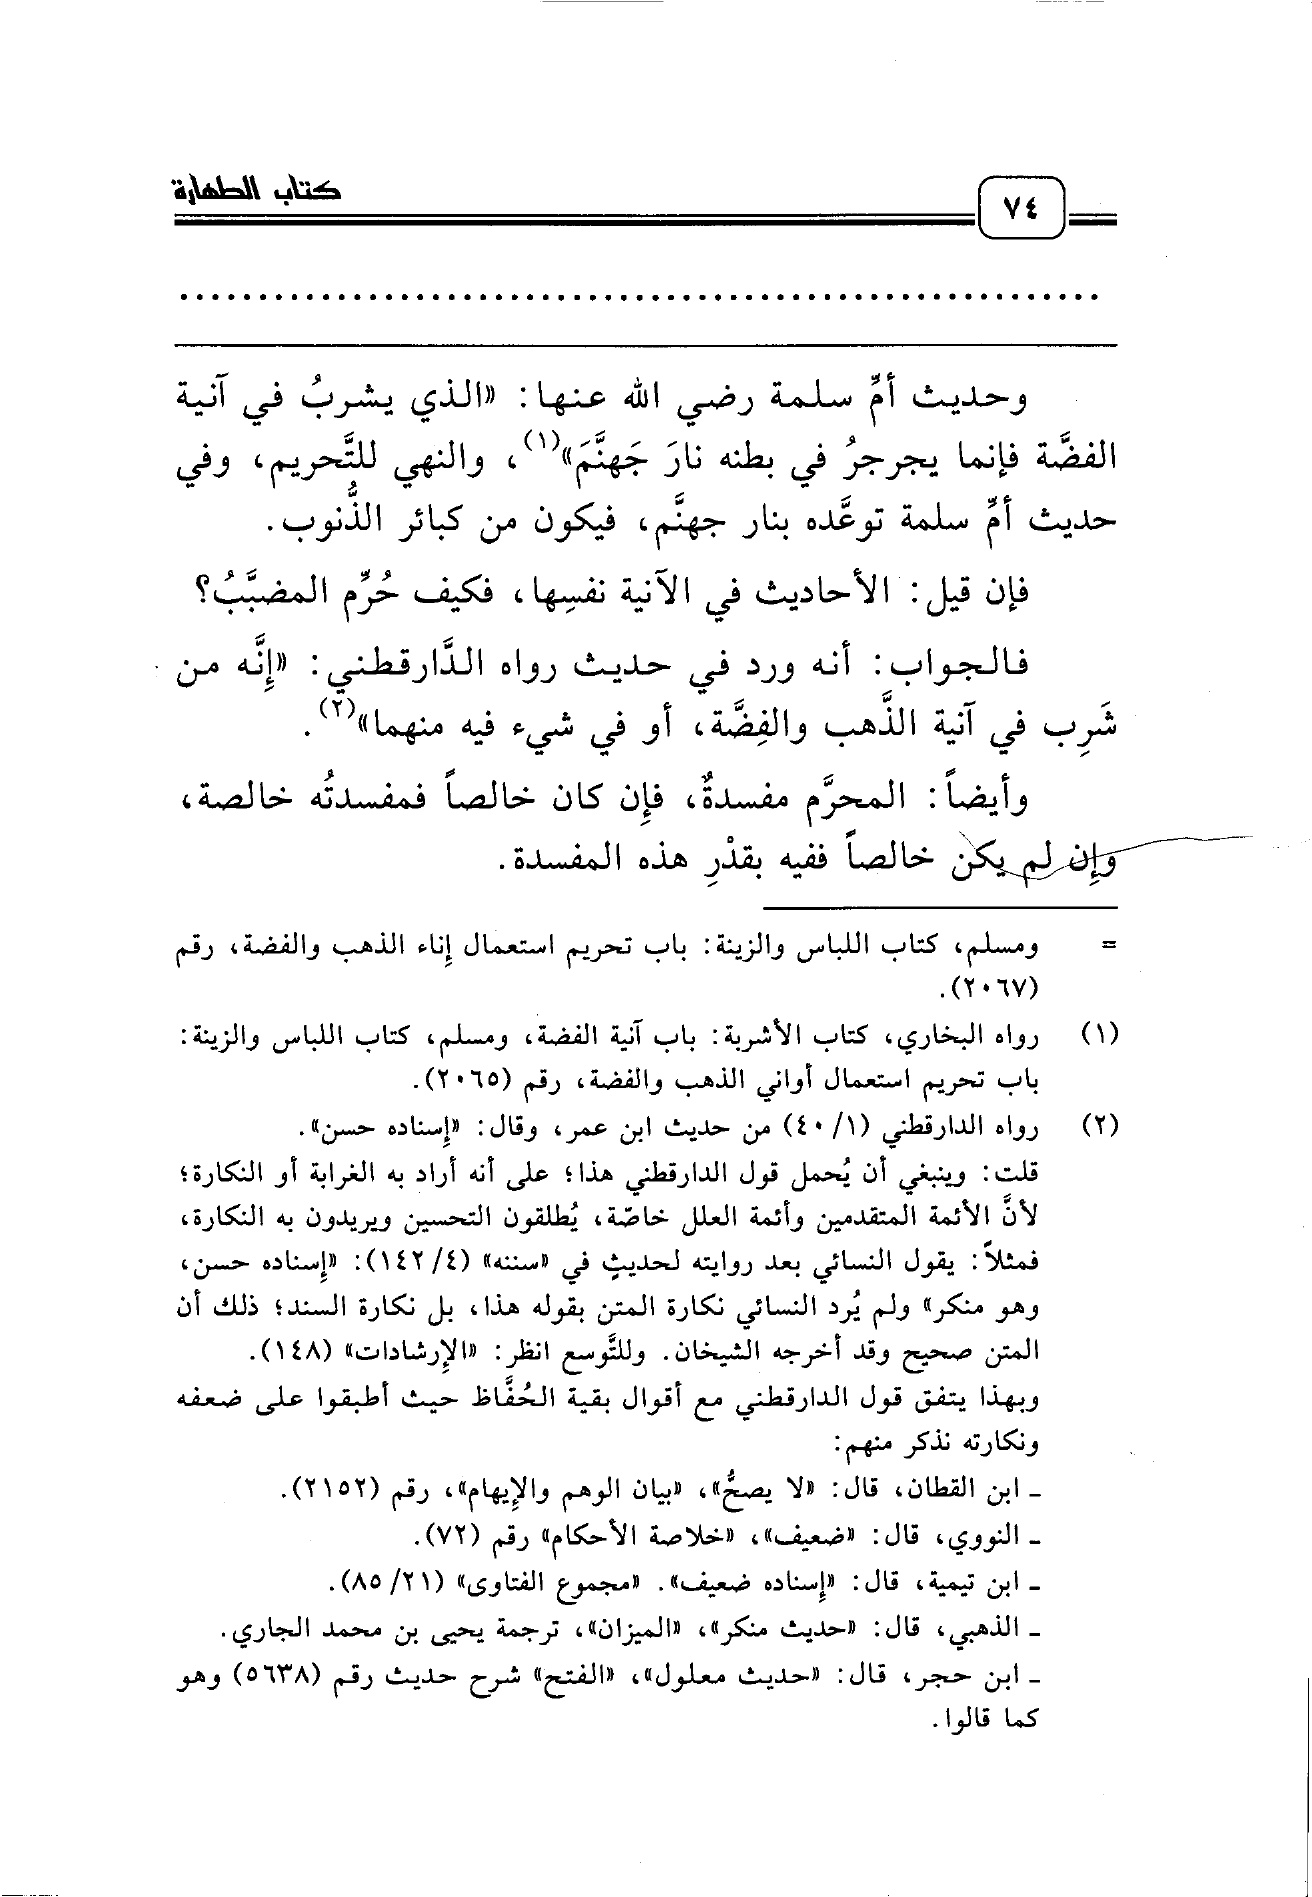 كتاب الطهارة
٧٤
وحديث أمِّ سلمة رضي الله عنها: «الذي يشربُ في آنية
الفضَّة فإنما يجرجرُ في بطنه نارَ جَهنَّمَ»(١)، والنهي للتَّحريم، وفي
حديث أمِّ سلمة توعَّده بنار جهنَّم، فيكون من كبائر الذُّنوب.
فإن قيل: الأحاديث في الآنية نفسِها، فكيف حُرِّم المضبَّبُ؟
فالجواب: أنه ورد في حديث رواه الدَّارقطني: «إنَّه من
شَرِب في آنية الذَّهب والفِضَّة، أو في شيء فيه منهما»(٢).
وأيضاً: المحرَّم مفسدةٌ، فإن كان خالصاً فمفسدتُه خالصة،
وإن لم يكن خالصاً ففيه بقدْرِ هذه المفسدة.
= ومسلم، كتاب اللباس والزينة: باب تحريم استعمال إناء الذهب والفضة، رقم
(٢٠٦٧).
(١) رواه البخاري، كتاب الأشربة: باب آنية الفضة، ومسلم، كتاب اللباس والزينة:
باب تحريم استعمال أواني الذهب والفضة، رقم (٢٠٦٥).
(٢) رواه الدارقطني (١/ ٤٠) من حديث ابن عمر، وقال: «إسناده حسن».
قلت: وينبغي أن يُحمل قول الدارقطني هذا؛ على أنه أراد به الغرابة أو النكارة؛
لأنَّ الأئمة المتقدمين وأئمة العلل خاصّة، يُطلقون التحسين ويريدون به النكارة،
فمثلاً: يقول النسائي بعد روايته لحديثٍ في «سننه» (٤/ ١٤٢): «إسناده حسن،
وهو منكر» ولم يُرد النسائي نكارة المتن بقوله هذا، بل نكارة السند؛ ذلك أن
المتن صحيح وقد أخرجه الشيخان. وللتَّوسع انظر: «الإرشادات» (١٤٨).
وبهذا يتفق قول الدارقطني مع أقوال بقية الحُفَّاظ حيث أطبقوا على ضعفه
ونكارته نذكر منهم:
ـ ابن القطان، قال: «لا يصحُّ»، «بيان الوهم والإيهام»، رقم (٢١٥٢).
ـ النووي، قال: «ضعيف»، «خلاصة الأحكام» رقم (٧٢).
ـ ابن تيمية، قال: «إسناده ضعيف». «مجموع الفتاوى» (٢١/ ٨٥).
ـ الذهبي، قال: «حديث منكر»، «الميزان»، ترجمة يحيى بن محمد الجاري.
ـ ابن حجر، قال: «حديث معلول»، «الفتح» شرح حديث رقم (٥٦٣٨) وهو
كما قالوا.